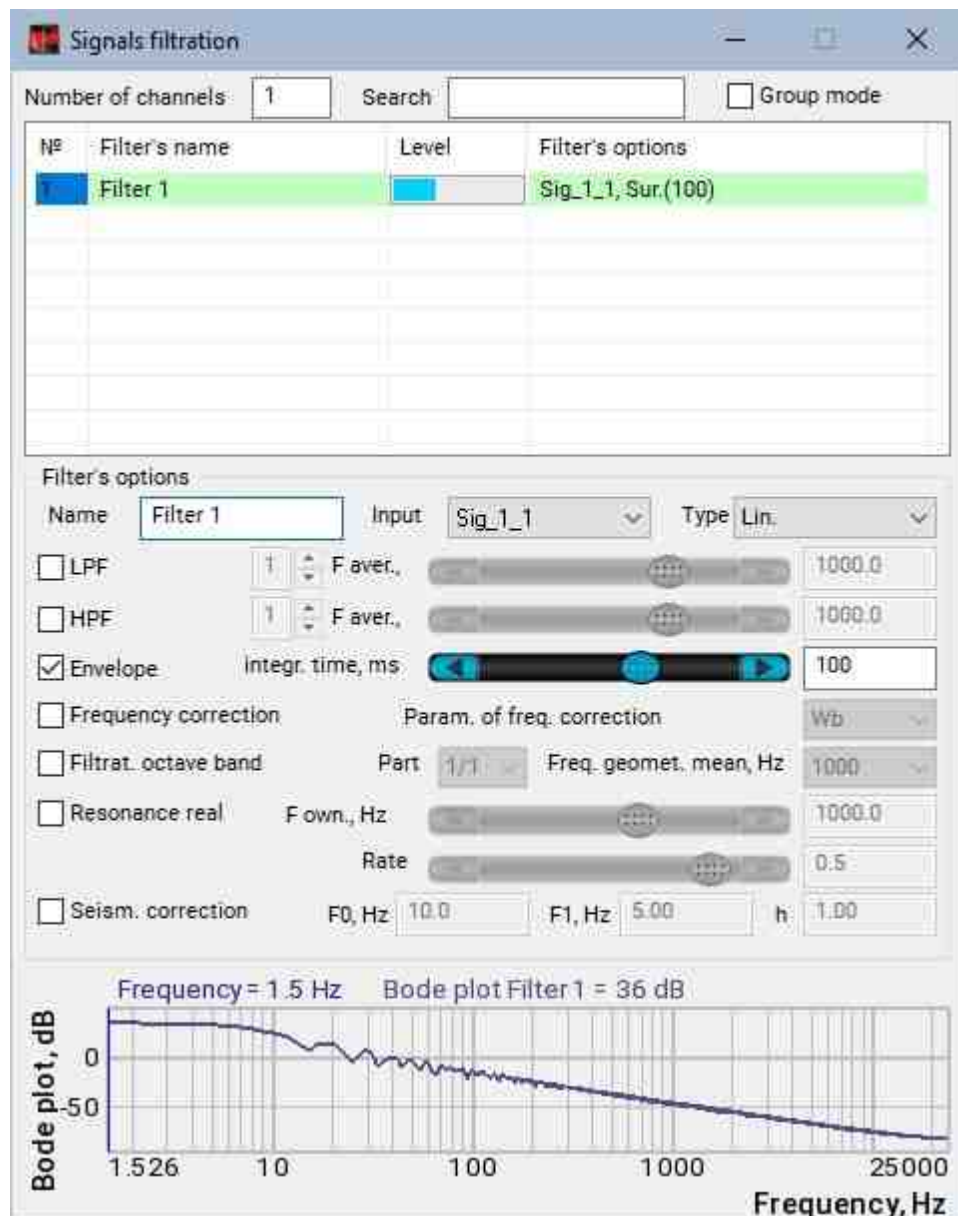 Signals filtration
Number of channels 1 Search Group mode
Nº Filter's name Level Filter's options
1 Filter 1 Sig_1_1, Sur.(100)
Filter's options
Name Filter 1 Input Sig_1_1 Type Lin.
LPF 1 F aver., 1000.0
HPF 1 F aver., 1000.0
Envelope integr. time, ms 100
Frequency correction Param. of freq. correction Wb
Filtrat. octave band Part 1/1 Freq. geomet. mean, Hz 1000
Resonance real F own., Hz 1000.0
Rate 0.5
Seism. correction F0, Hz 10.0 F1, Hz 5.00 h 1.00
Frequency = 1.5 Hz Bode plot Filter 1 = 36 dB
Bode plot, dB
0
-50
1.526 10 100 1000 25000
Frequency, Hz